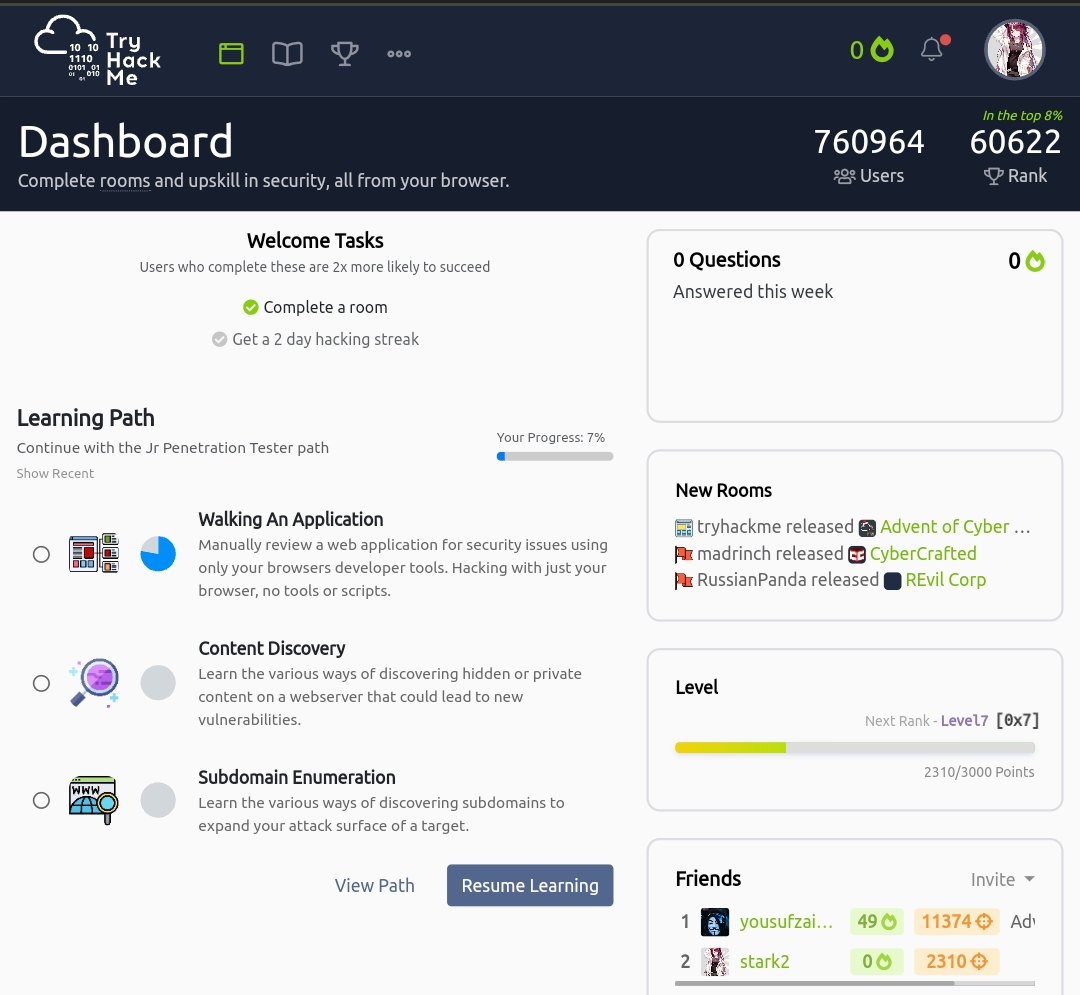 Try
Hack
Me
10 10
1110
0101 01
01 010
0
Dashboard
Complete rooms and upskill in security, all from your browser.
In the top 8%
760964
Users
60622
Rank
Welcome Tasks
Users who complete these are 2x more likely to succeed
Complete a room
Get a 2 day hacking streak
Learning Path
Continue with the Jr Penetration Tester path
Show Recent
Your Progress: 7%
Walking An Application
Manually review a web application for security issues using
only your browsers developer tools. Hacking with just your
browser, no tools or scripts.
Content Discovery
Learn the various ways of discovering hidden or private
content on a webserver that could lead to new
vulnerabilities.
WWW
Subdomain Enumeration
Learn the various ways of discovering subdomains to
expand your attack surface of a target.
View Path
Resume Learning
0 Questions
0
Answered this week
New Rooms
tryhackme released Advent of Cyber ...
madrinch released CyberCrafted
RussianPanda released REvil Corp
Level
Next Rank - Level7 [0x7]
2310/3000 Points
Friends
Invite
1 yousufzai... 49 11374
2 stark2 0 2310